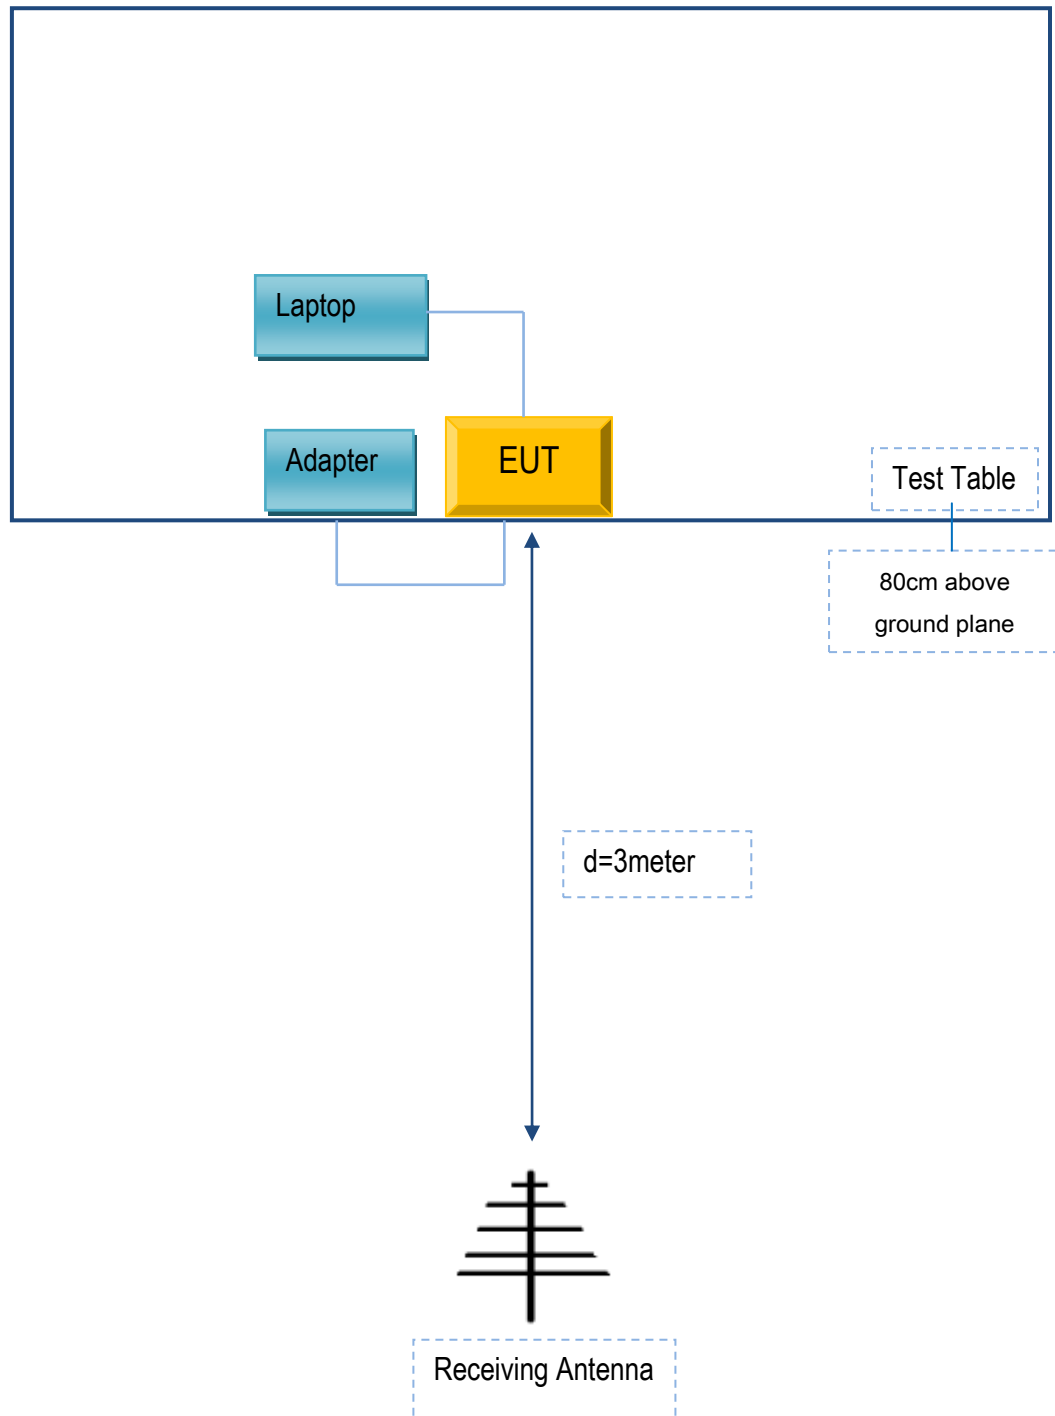 Laptop
Adapter
EUT
Test Table
80cm above
ground plane
d=3meter
Receiving Antenna